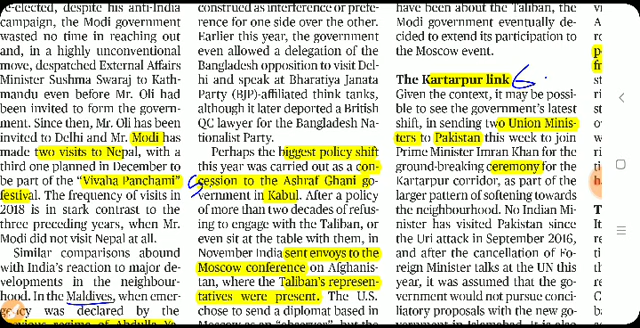 e-elected, despite his anti-India
campaign, the Modi government
wasted no time in reaching out
and, in a highly unconventional
move, despatched External Affairs
Minister Sushma Swaraj to Kath-
mandu even before Mr. Oli had
been invited to form the govern-
ment. Since then, Mr. Oli has been
invited to Delhi and Mr. Modi has
made two visits to Nepal, with a
third one planned in December to
be part of the "Vivaha Panchami"
festival. The frequency of visits in
2018 is in stark contrast to the
three preceding years, when Mr.
Modi did not visit Nepal at all.
Similar comparisons abound
with India's reaction to major de-
velopments in the neighbour-
hood. In the Maldives, when emer-
was declared by the
construed as interference or prefe-
rence for one side over the other.
Earlier this year, the government
even allowed a delegation of the
Bangladesh opposition to visit Del-
hi and speak at Bharatiya Janata
Party (BJP)-affiliated think tanks,
although it later deported a British
QC lawyer for the Bangladesh Na-
tionalist Party.
Perhaps the biggest policy shift
this year was carried out as a con-
5
cession to the Ashraf Ghani go-
vernment in Kabul. After a policy
of more than two decades of refus-
ing to engage with the Taliban, or
even sit at the table with them, in
November India sent envoys to the
Moscow conference on Afghanis-
tan, where the Taliban's represen-
tatives were present. The U.S.
chose to send a diplomat based in
Moscow as an "observer", but the
have been about the Taliban, the
Modi government eventually de-
cided to extend its participation to
the Moscow event.
The Kartarpur link 6.
Given the context, it may be possi-
ble to see the government's latest
shift, in sending two Union Minis-
ters to Pakistan this week to join
Prime Minister Imran Khan for the
ground-breaking ceremony for the
Kartarpur corridor, as part of the
larger pattern of softening towards
the neighbourhood. No Indian Mi-
nister has visited Pakistan since
the Uri attack in September 2016,
and after the cancellation of Fo-
reign Minister talks at the UN this
year, it was assumed that the
government would not pursue conci-
liatory proposals with the new go-